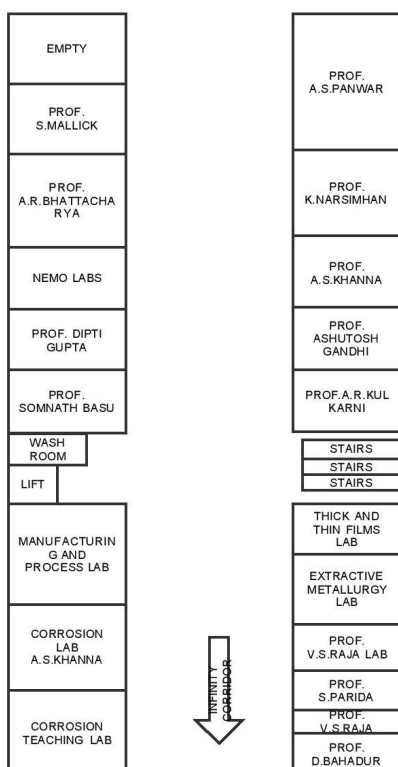 EMPTY
PROF.
S.MALLICK
PROF.
A.R.BHATTACHA
RYA
NEMO LABS
PROF. DIPTI
GUPTA
PROF.
SOMNATH BASU
WASH
ROOM
LIFT
MANUFACTURIN
G AND
PROCESS LAB
CORROSION
LAB
A.S.KHANNA
CORROSION
TEACHING LAB
INFINITY
CORRIDOR
PROF.
A.S.PANWAR
PROF.
K.NARSIMHAN
PROF.
A.S.KHANNA
PROF.
ASHUTOSH
GANDHI
PROF.A.R.KUL
KARNI
STAIRS
STAIRS
STAIRS
THICK AND
THIN FILMS
LAB
EXTRACTIVE
METALLURGY
LAB
PROF.
V.S.RAJA LAB
PROF.
S.PARIDA
PROF.
V.S.RAJA
PROF.
D.BAHADUR